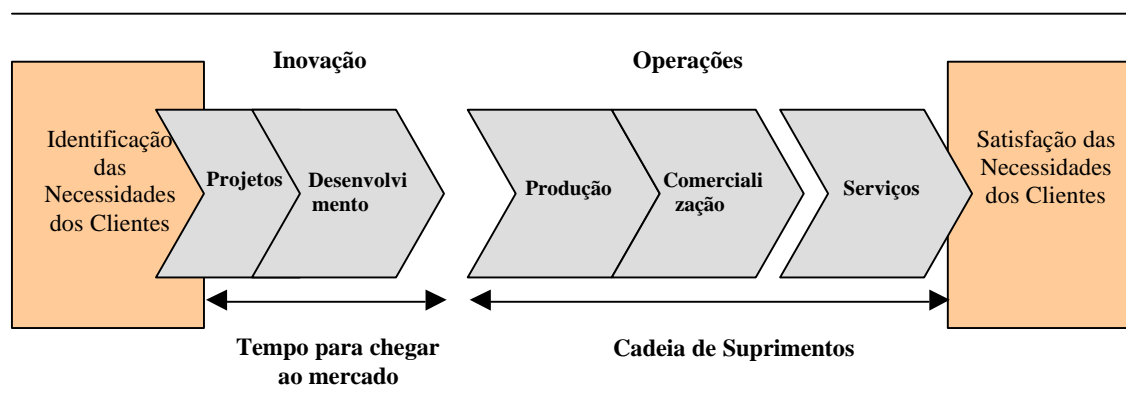 Inovação
Operações
Identificação
das
Necessidades
dos Clientes
Projetos
Desenvolvi
mento
Produção
Comerciali
zação
Serviços
Satisfação das
Necessidades
dos Clientes
Tempo para chegar
ao mercado
Cadeia de Suprimentos